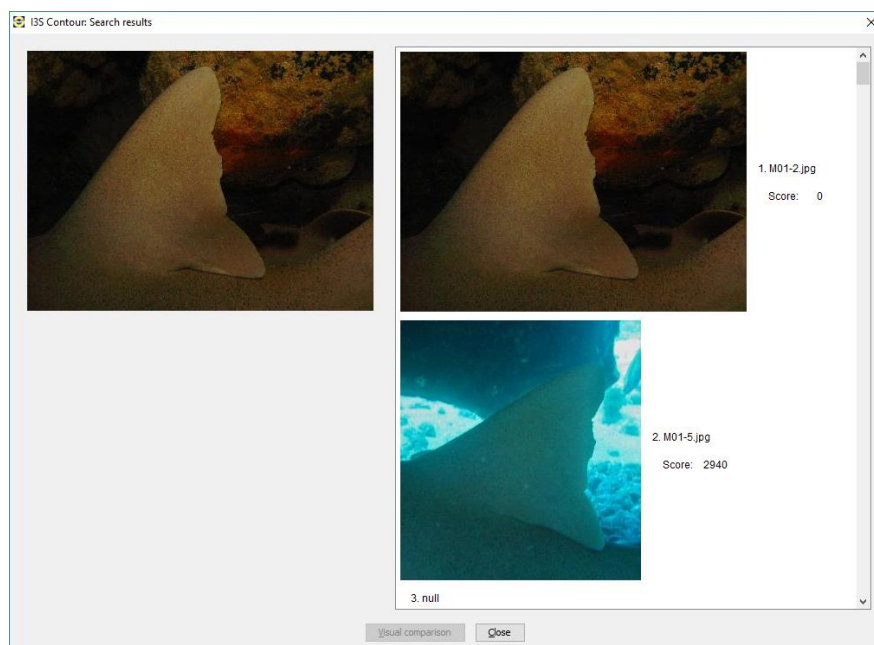 I3S Contour: Search results
1. M01-2.jpg
Score: 0
2. M01-5.jpg
Score: 2940
3. null
Visual comparison
Close